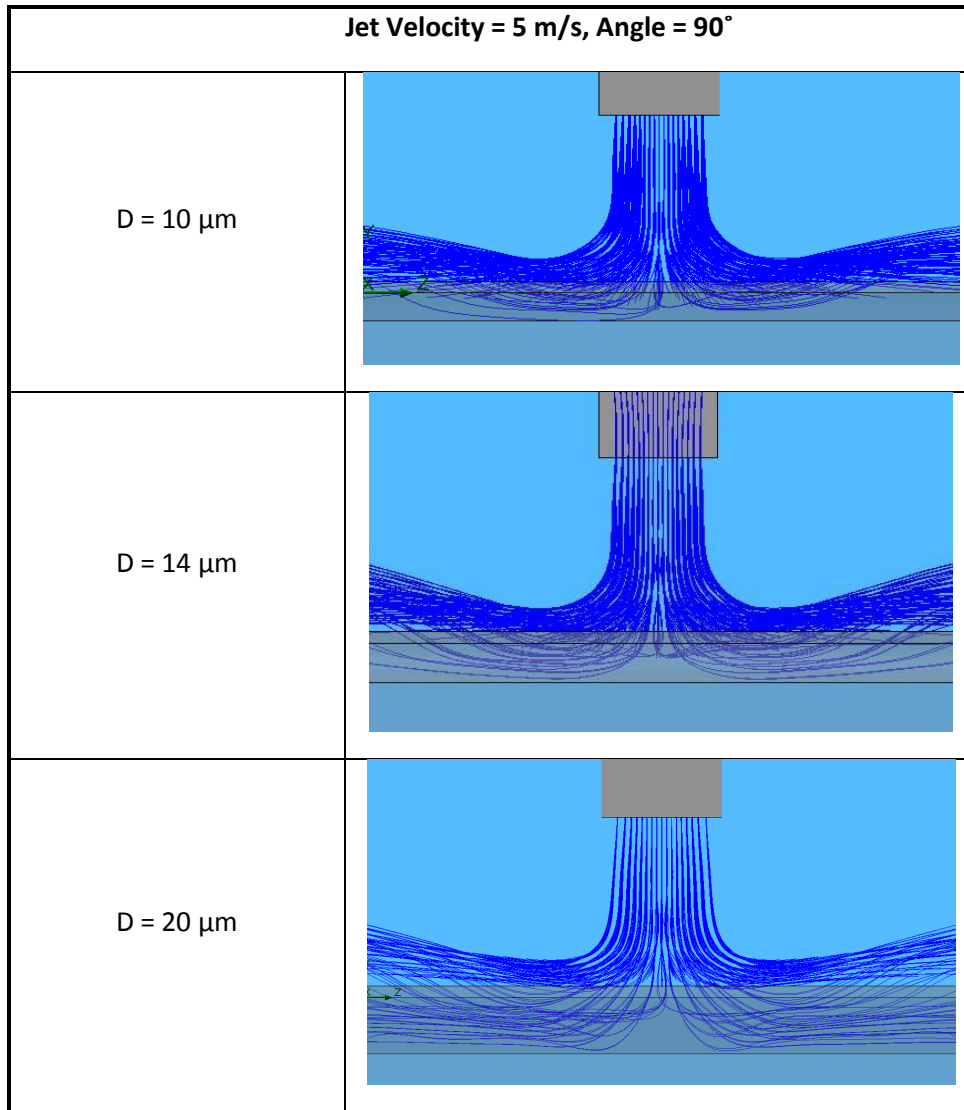 Jet Velocity = 5 m/s, Angle = 90˚
D = 10 µm
Y
X
Z
D = 14 µm
D = 20 µm
X
Z